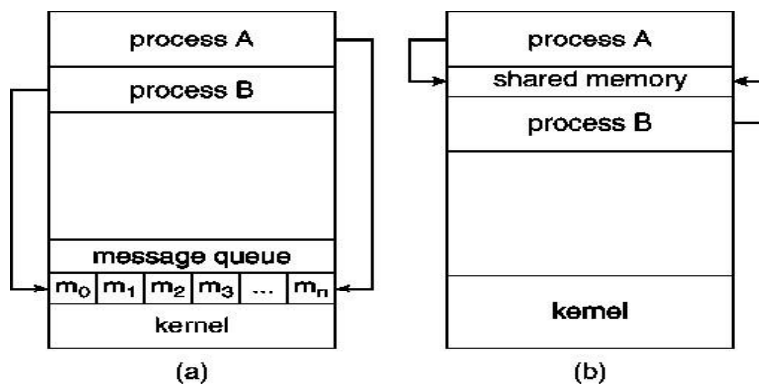 process A
process B
message queue
m0 m1 m2 m3 ... mn
kernel
(a)
process A
shared memory
process B
kernel
(b)